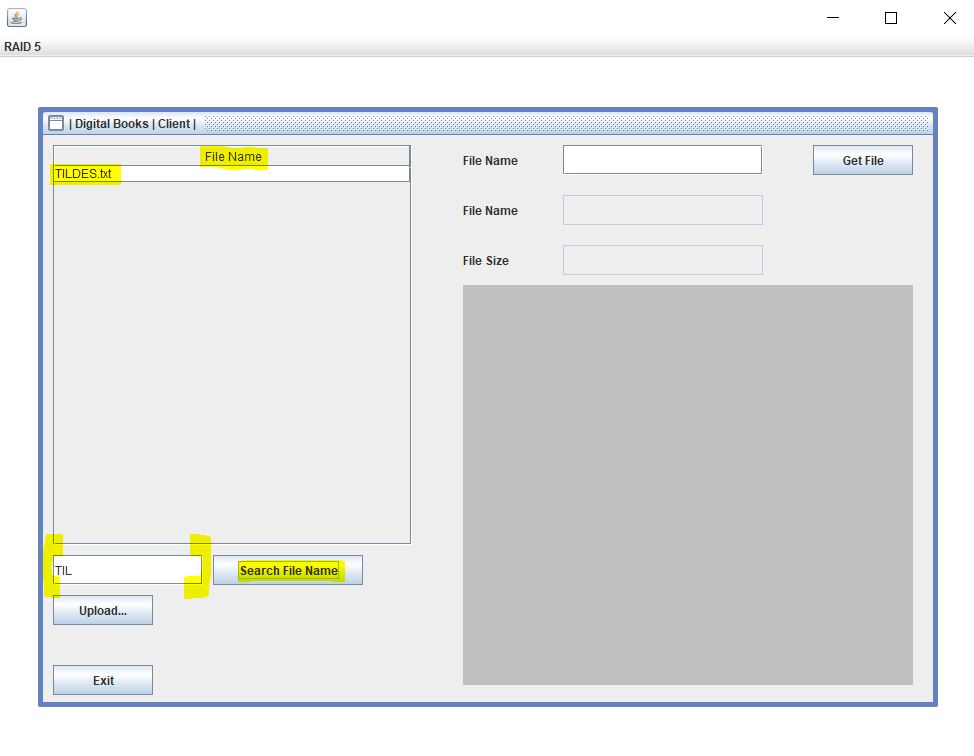 RAID 5
| Digital Books | Client |
File Name
TILDES.txt
File Name
Get File
File Name
File Size
TIL
Search File Name
Upload...
Exit